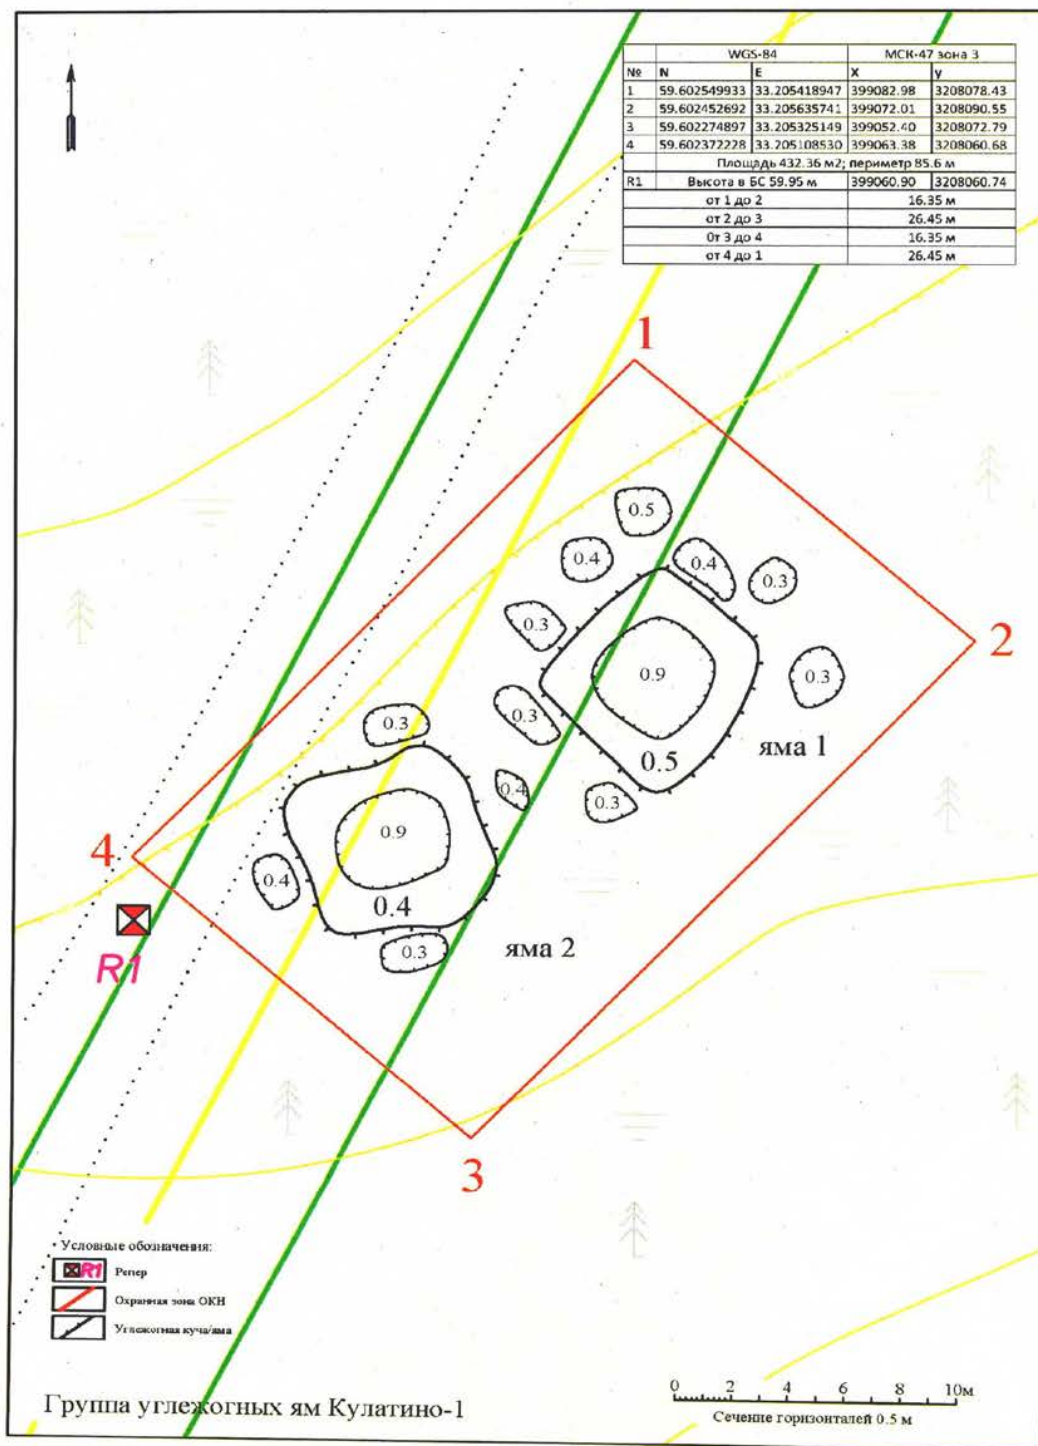 WGS-84 МСК-47 зона 3
№ N E X y
1 59.602549933 33.205418947 399082.98 3208078.43
2 59.602452692 33.205635741 399072.01 3208090.55
3 59.602274897 33.205325149 399052.40 3208072.79
4 59.602372228 33.205108530 399063.38 3208060.68
Площадь 432.36 м2; периметр 85.6 м
R1 Высота в БС 59.95 м 399060.90 3208060.74
от 1 до 2 16.35 м
от 2 до 3 26.45 м
От 3 до 4 16.35 м
от 4 до 1 26.45 м
1
0.5
0.4
0.4
0.3
0.3
2
0.9
0.3
0.3
0.3
яма 1
0.5
0.4
0.3
0.9
4
0.4
0.4
R1
яма 2
0.3
3
Условные обозначения:
R1 Репер
Охранная зона ОКН
Углежогная куча/яма
Группа углежогных ям Кулатино-1
0 2 4 6 8 10м
Сечение горизонталей 0.5 м